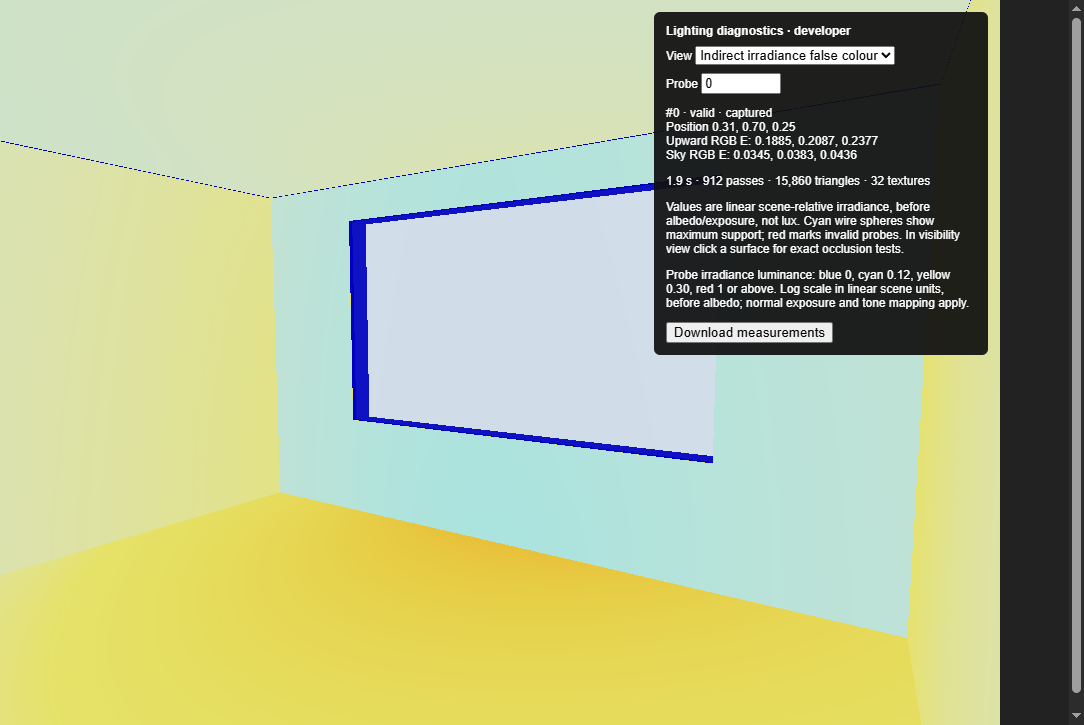 Lighting diagnostics · developer
View Indirect irradiance false colour
Probe 0
#0 · valid · captured
Position 0.31, 0.70, 0.25
Upward RGB E: 0.1885, 0.2087, 0.2377
Sky RGB E: 0.0345, 0.0383, 0.0436
1.9 s · 912 passes · 15,860 triangles · 32 textures
Values are linear scene-relative irradiance, before
albedo/exposure, not lux. Cyan wire spheres show
maximum support; red marks invalid probes. In visibility
view click a surface for exact occlusion tests.
Probe irradiance luminance: blue 0, cyan 0.12, yellow
0.30, red 1 or above. Log scale in linear scene units,
before albedo; normal exposure and tone mapping apply.
Download measurements